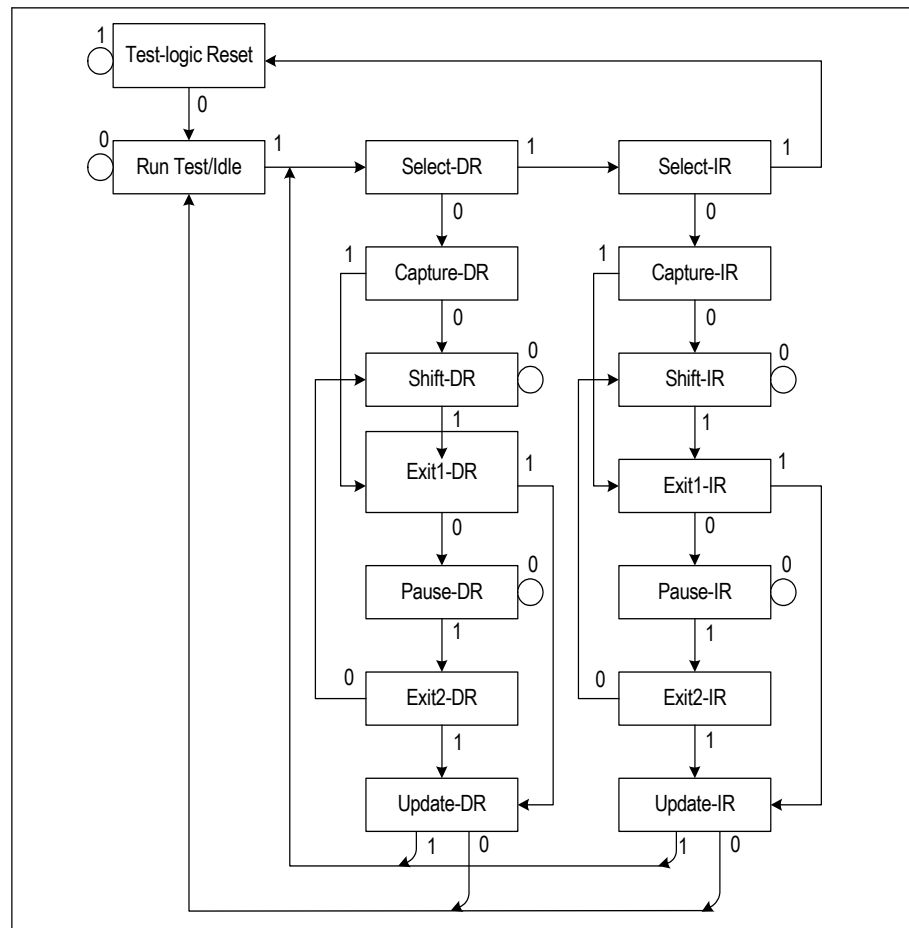 1
Test-logic Reset
0
0
Run Test/Idle
1
Select-DR
1
Select-IR
1
0
0
1
Capture-DR
1
Capture-IR
0
0
Shift-DR
0
Shift-IR
0
1
1
Exit1-DR
1
Exit1-IR
1
0
0
Pause-DR
0
Pause-IR
0
1
1
0
Exit2-DR
0
Exit2-IR
1
1
Update-DR
Update-IR
1
0
1
0